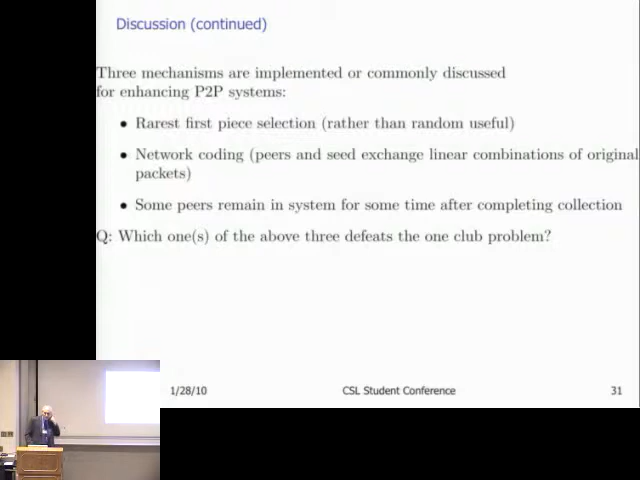 Discussion (continued)
Three mechanisms are implemented or commonly discussed
for enhancing P2P systems:
• Rarest first piece selection (rather than random useful)
• Network coding (peers and seed exchange linear combinations of original
packets)
• Some peers remain in system for some time after completing collection
Q: Which one(s) of the above three defeats the one club problem?
1/28/10 CSL Student Conference 31